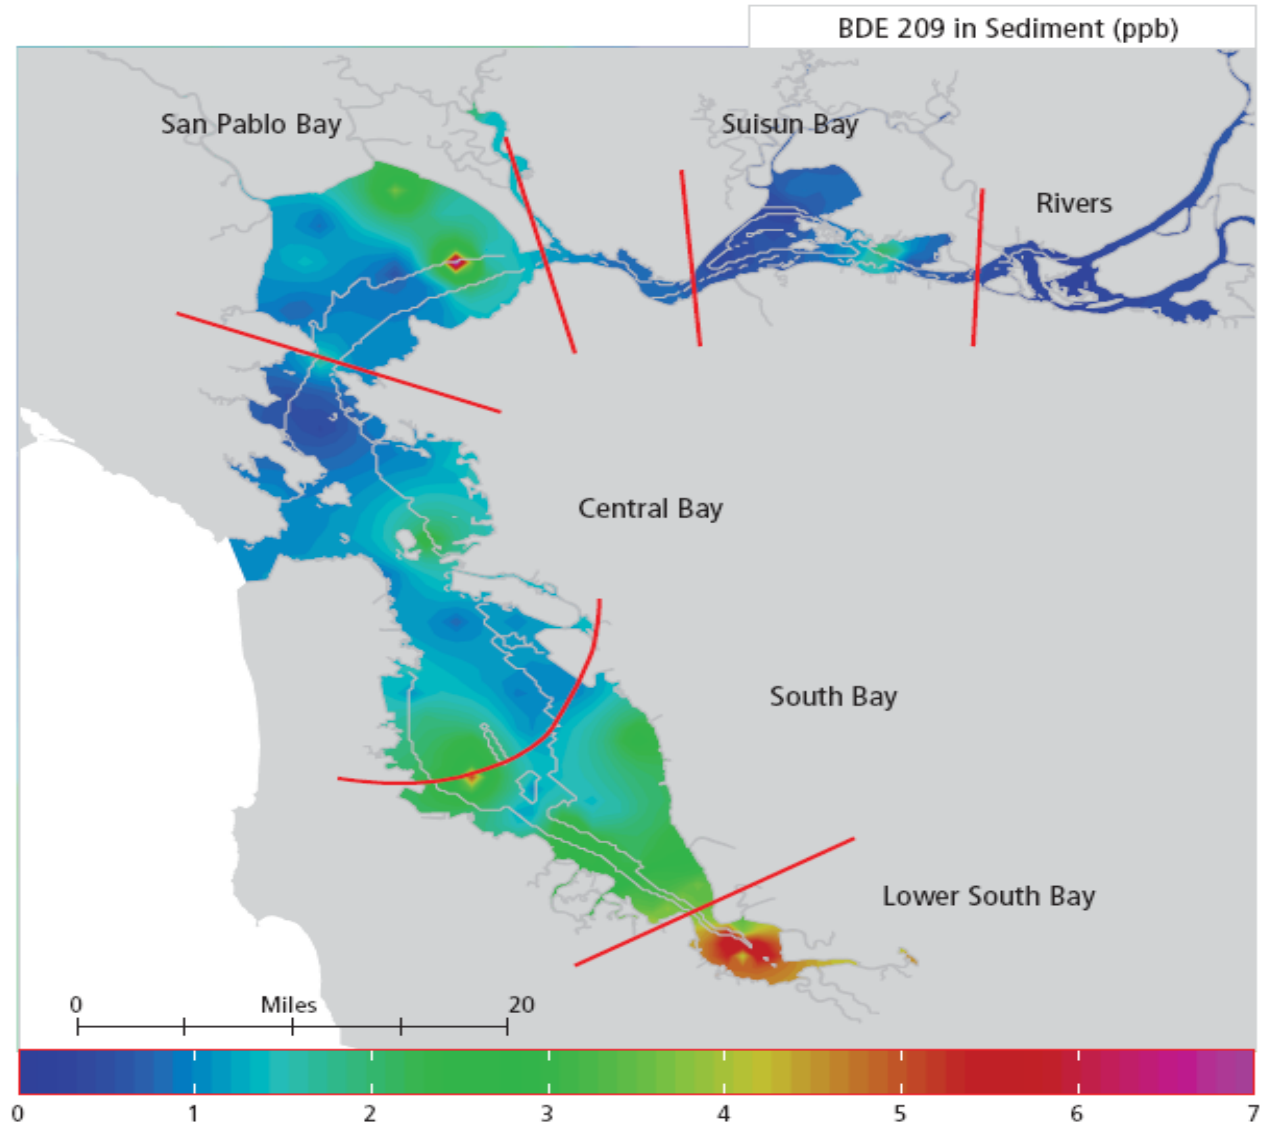 BDE 209 in Sediment (ppb)
San Pablo Bay
Suisun Bay
Rivers
Central Bay
South Bay
Lower South Bay
0 Miles 20
0 1 2 3 4 5 6 7